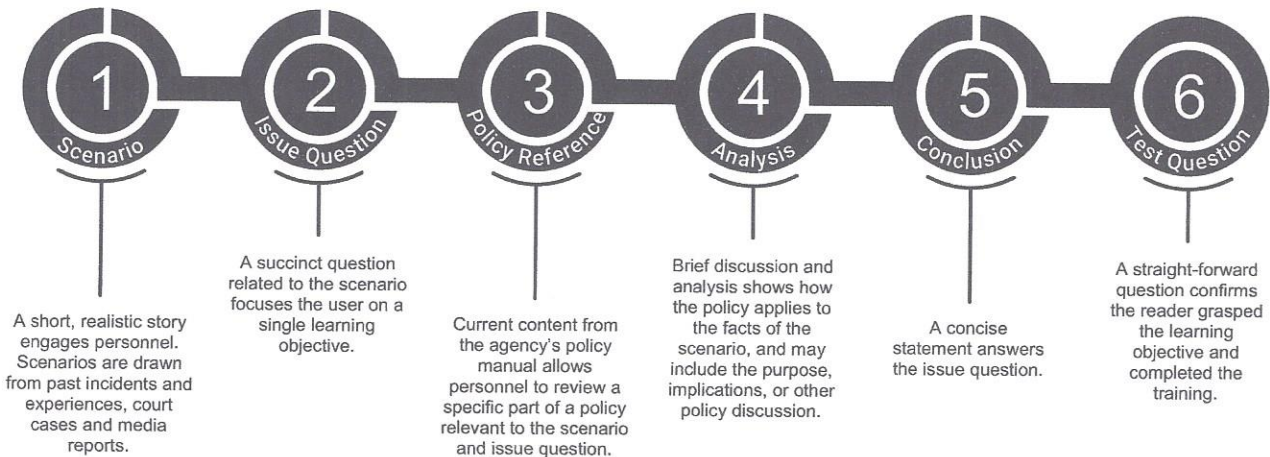 1
Scenario
A short, realistic story
engages personnel.
Scenarios are drawn
from past incidents and
experiences, court
cases and media
reports.
2
Issue Question
A succinct question
related to the scenario
focuses the user on a
single learning
objective.
3
Policy Reference
Current content from
the agency's policy
manual allows
personnel to review a
specific part of a policy
relevant to the scenario
and issue question.
4
Analysis
Brief discussion and
analysis shows how
the policy applies to
the facts of the
scenario, and may
include the purpose,
implications, or other
policy discussion.
5
Conclusion
A concise
statement answers
the issue question.
6
Test Question
A straight-forward
question confirms
the reader grasped
the learning
objective and
completed the
training.